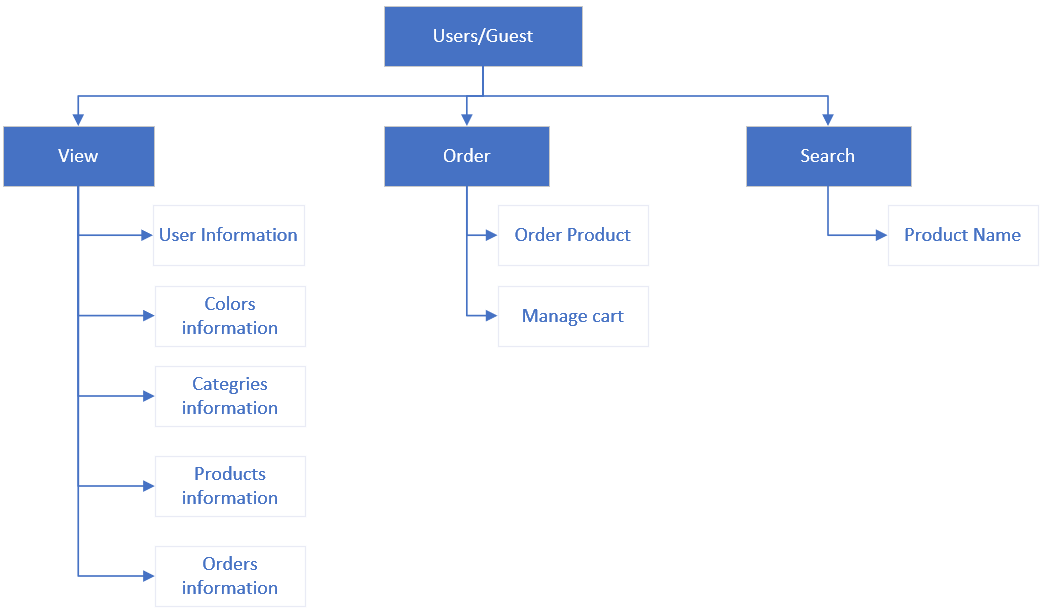 Users/Guest
View
Order
Search
User Information
Order Product
Product Name
Colors
information
Manage cart
Categries
information
Products
information
Orders
information